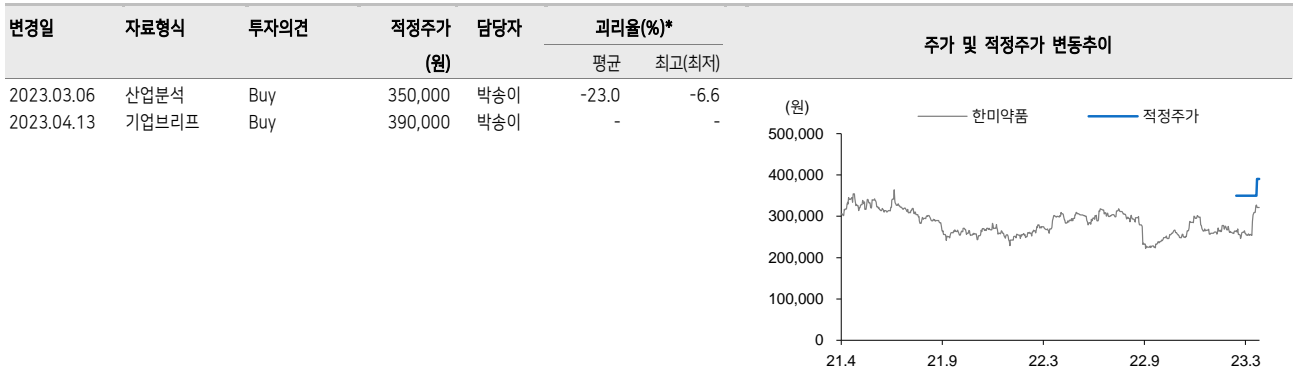 변경일 자료형식 투자의견 적정주가 담당자 괴리율(%)* 주가 및 적정주가 변동추이
(원) 평균 최고(최저)
2023.03.06 산업분석 Buy 350,000 박송이 -23.0 -6.6
2023.04.13 기업브리프 Buy 390,000 박송이 - -
(원) 한미약품 적정주가
500,000
400,000
300,000
200,000
100,000
0
21.4 21.9 22.3 22.9 23.3